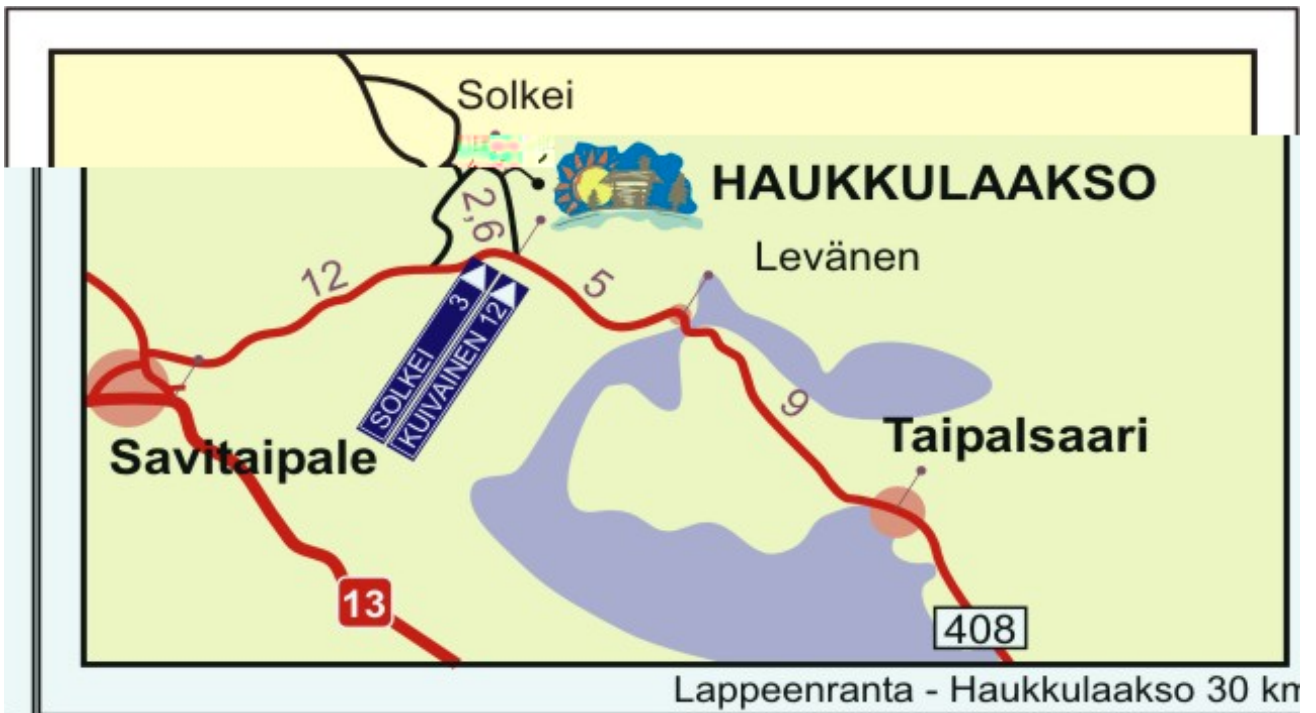 Solkei
HAUKKULAAKSO
2,6
Levänen
12
5
SOLKEI 3
KUIVAINEN 12
9
Taipalsaari
Savitaipale
13
408
Lappeenranta - Haukkulaakso 30 km